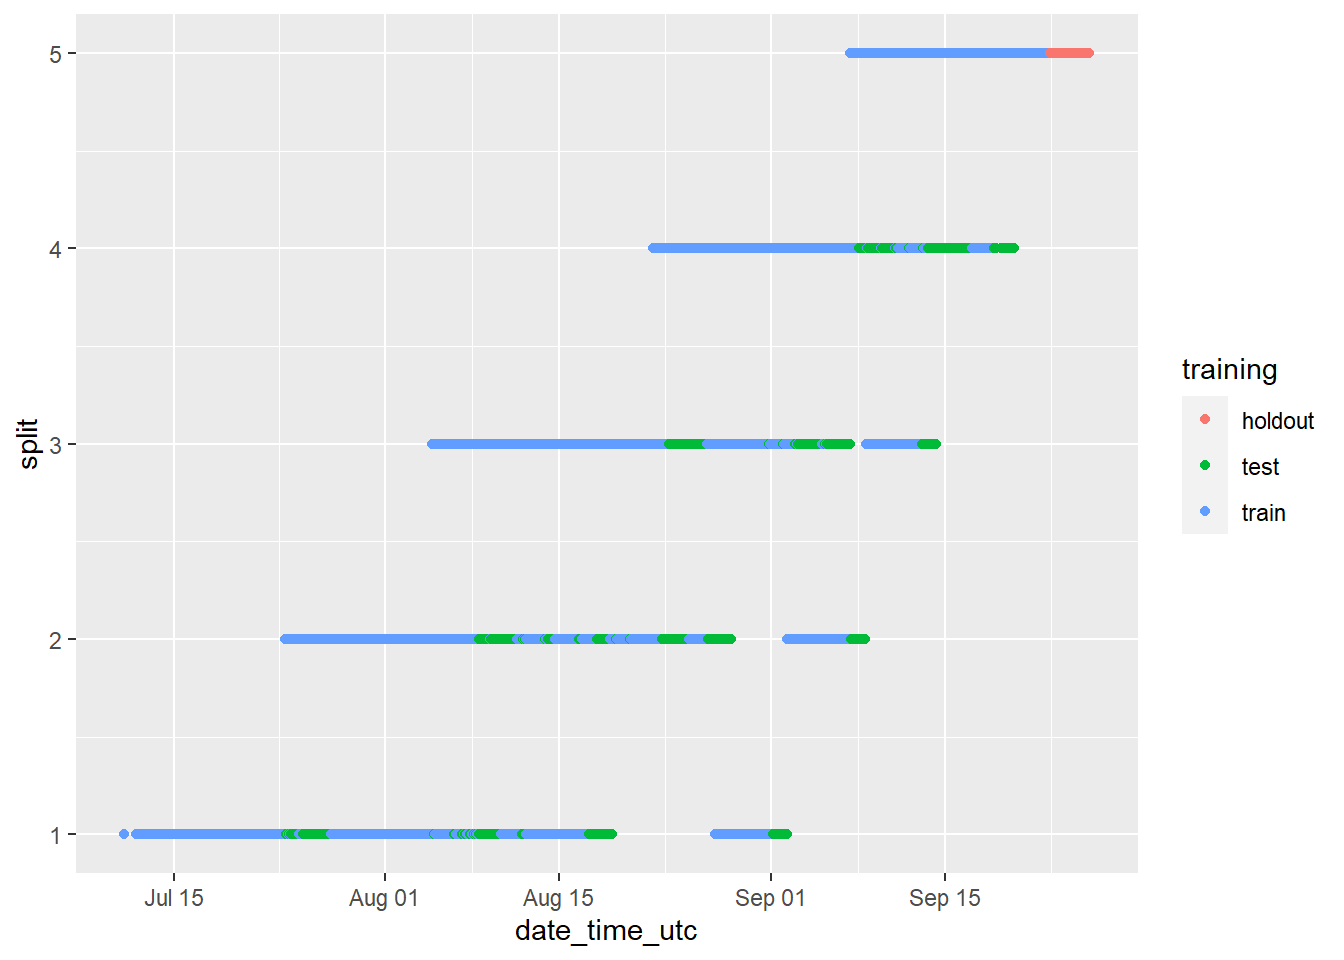 5
4
3
2
1
split
Jul 15
Aug 01
Aug 15
Sep 01
Sep 15
date_time_utc
training
holdout
test
train